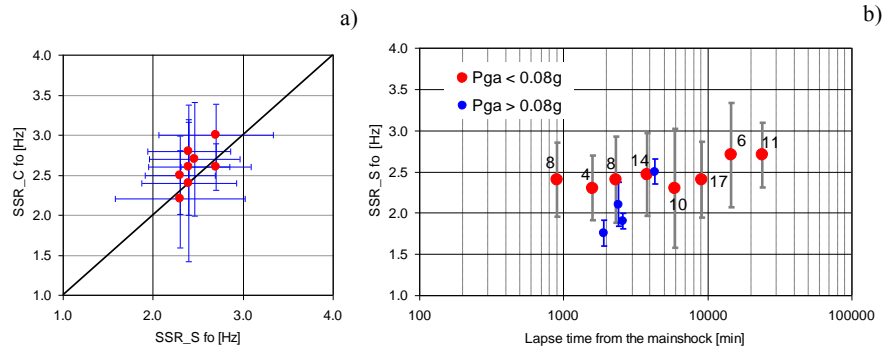 a)
4.0
3.5
3.0
2.5
2.0
1.5
1.0
SSR_C fo [Hz]
1.0 2.0 3.0 4.0
SSR_S fo [Hz]
b)
4.0
3.5
3.0
2.5
2.0
1.5
1.0
SSR_S fo [Hz]
Pga < 0.08g
Pga > 0.08g
8 4 8 14 10 17 6 11
100 1000 10000 100000
Lapse time from the mainshock [min]